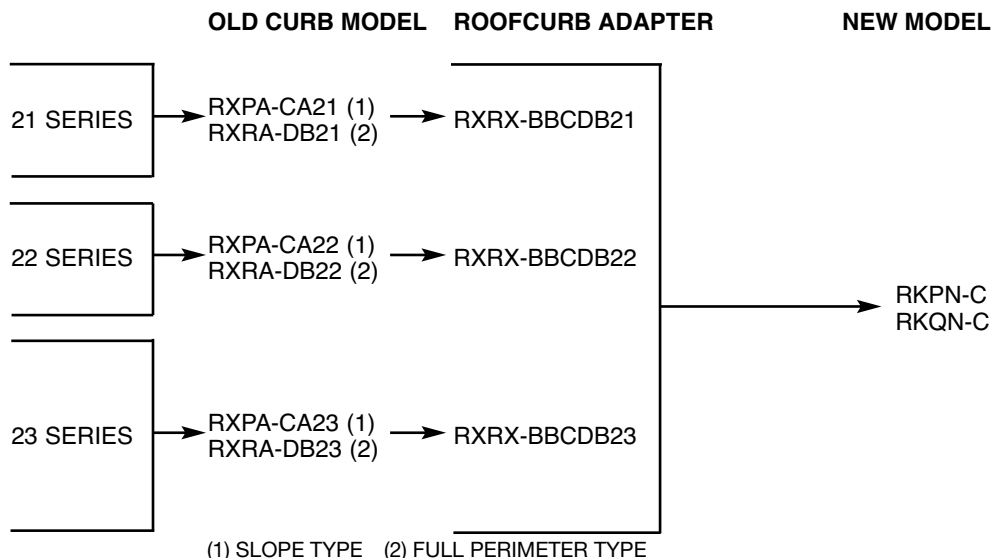 OLD CURB MODEL ROOFCURB ADAPTER NEW MODEL
21 SERIES
RXPA-CA21 (1)
RXRA-DB21 (2)
RXRX-BBCDB21
22 SERIES
RXPA-CA22 (1)
RXRA-DB22 (2)
RXRX-BBCDB22
RKPN-C
RKQN-C
23 SERIES
RXPA-CA23 (1)
RXRA-DB23 (2)
RXRX-BBCDB23
(1) SLOPE TYPE (2) FULL PERIMETER TYPE